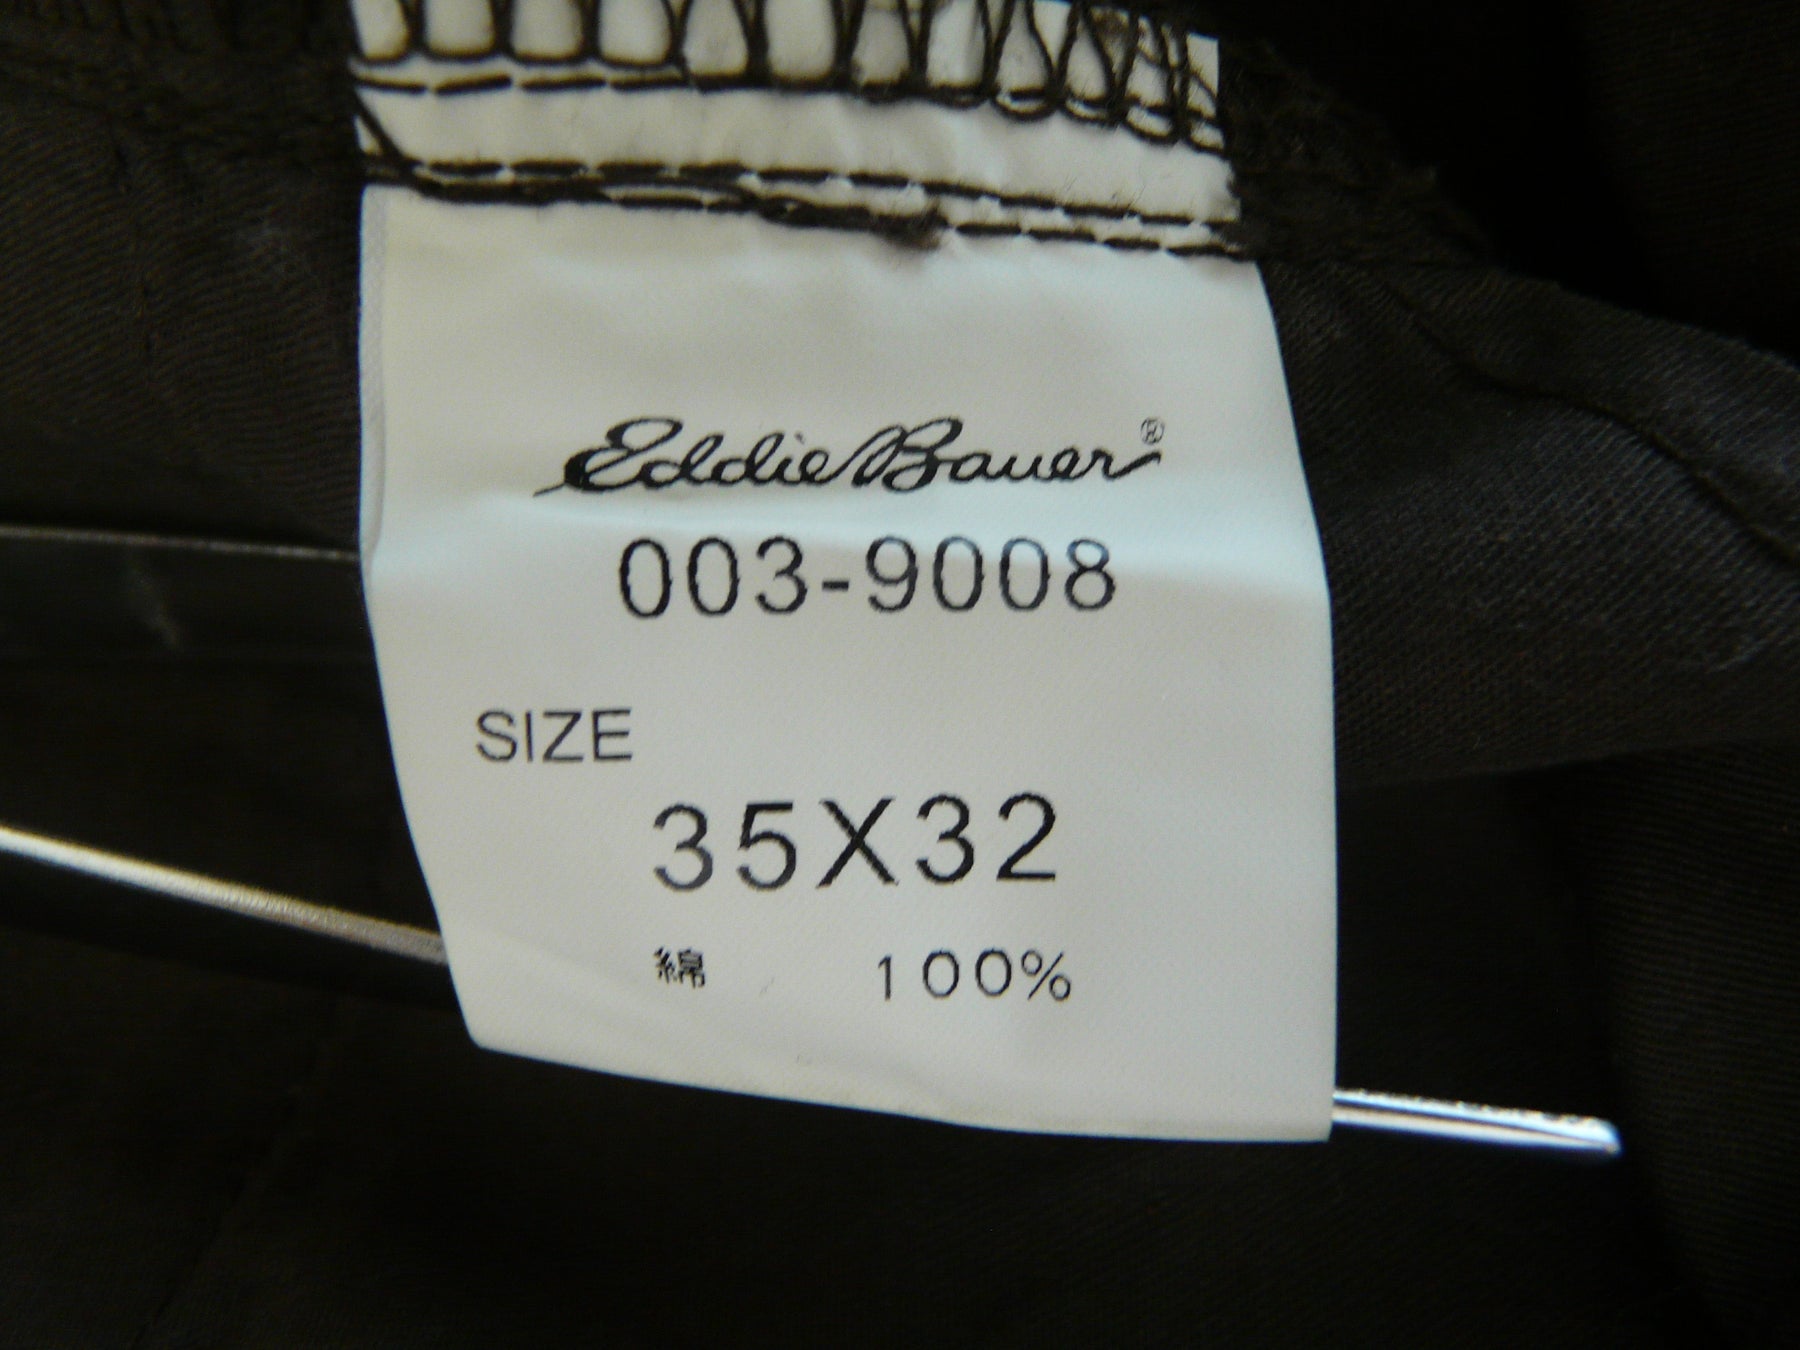 Eddie Bauer®
003-9008
SIZE
35X32
綿 100%